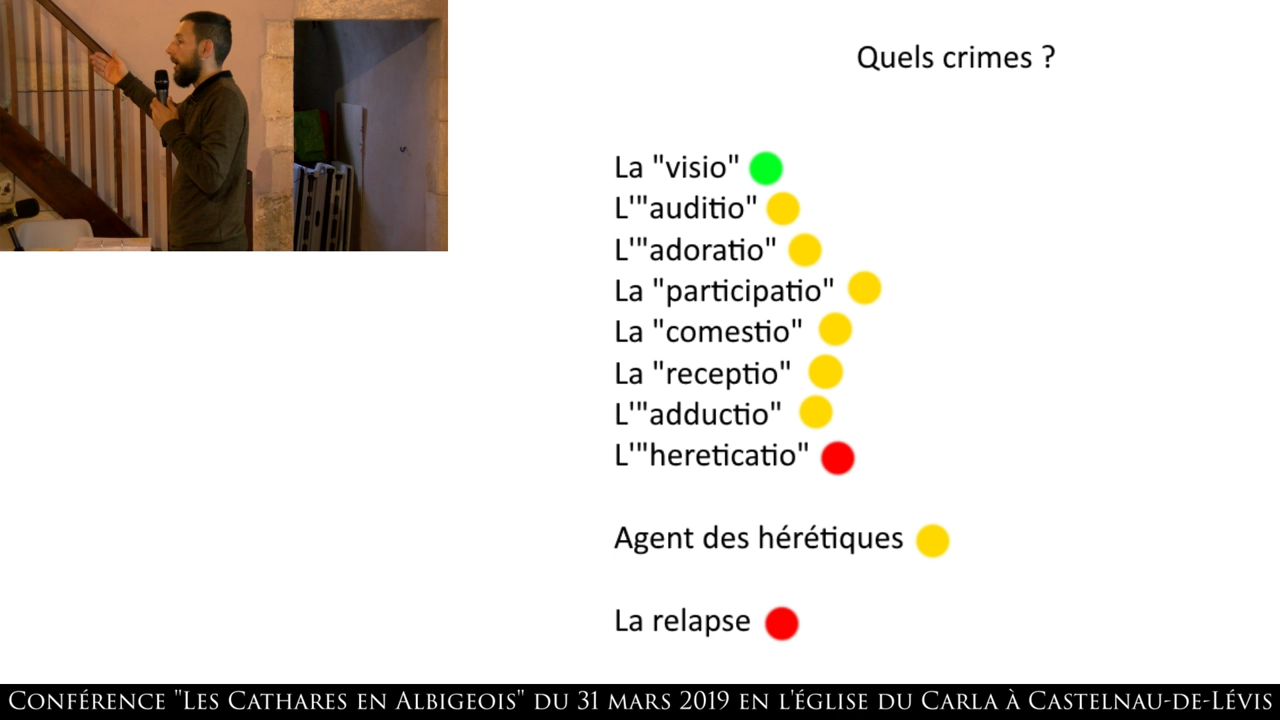 Quels crimes ?
La "visio"
L'"auditio"
L'"adoratio"
La "participatio"
La "comestio"
La "receptio"
L'"adductio"
L'"hereticatio"
Agent des hérétiques
La relapse
Conférence "Les Cathares en Albigeois" du 31 mars 2019 en l'église du Carla à Castelnau-de-Lévis